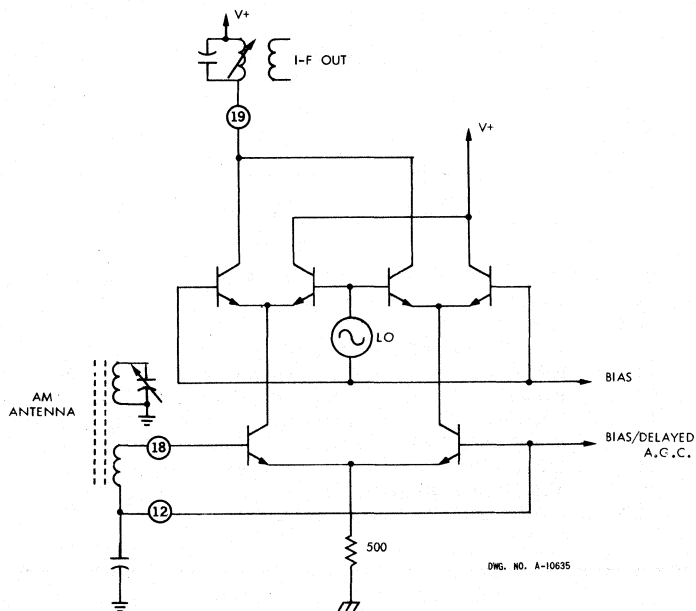 V+
I-F OUT
19
V+
LO
BIAS
AM
ANTENNA
18
BIAS/DELAYED
A.G.C.
12
500
DWG. NO. A-10635